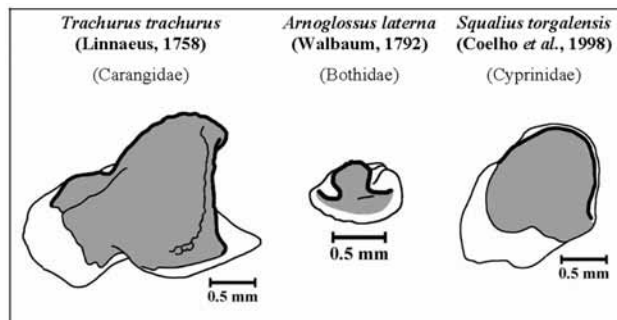 Trachurus trachurus
(Linnaeus, 1758)
(Carangidae)
Arnoglossus laterna
(Walbaum, 1792)
(Bothidae)
Squalius torgalensis
(Coelho et al., 1998)
(Cyprinidae)
0.5 mm
0.5 mm
0.5 mm